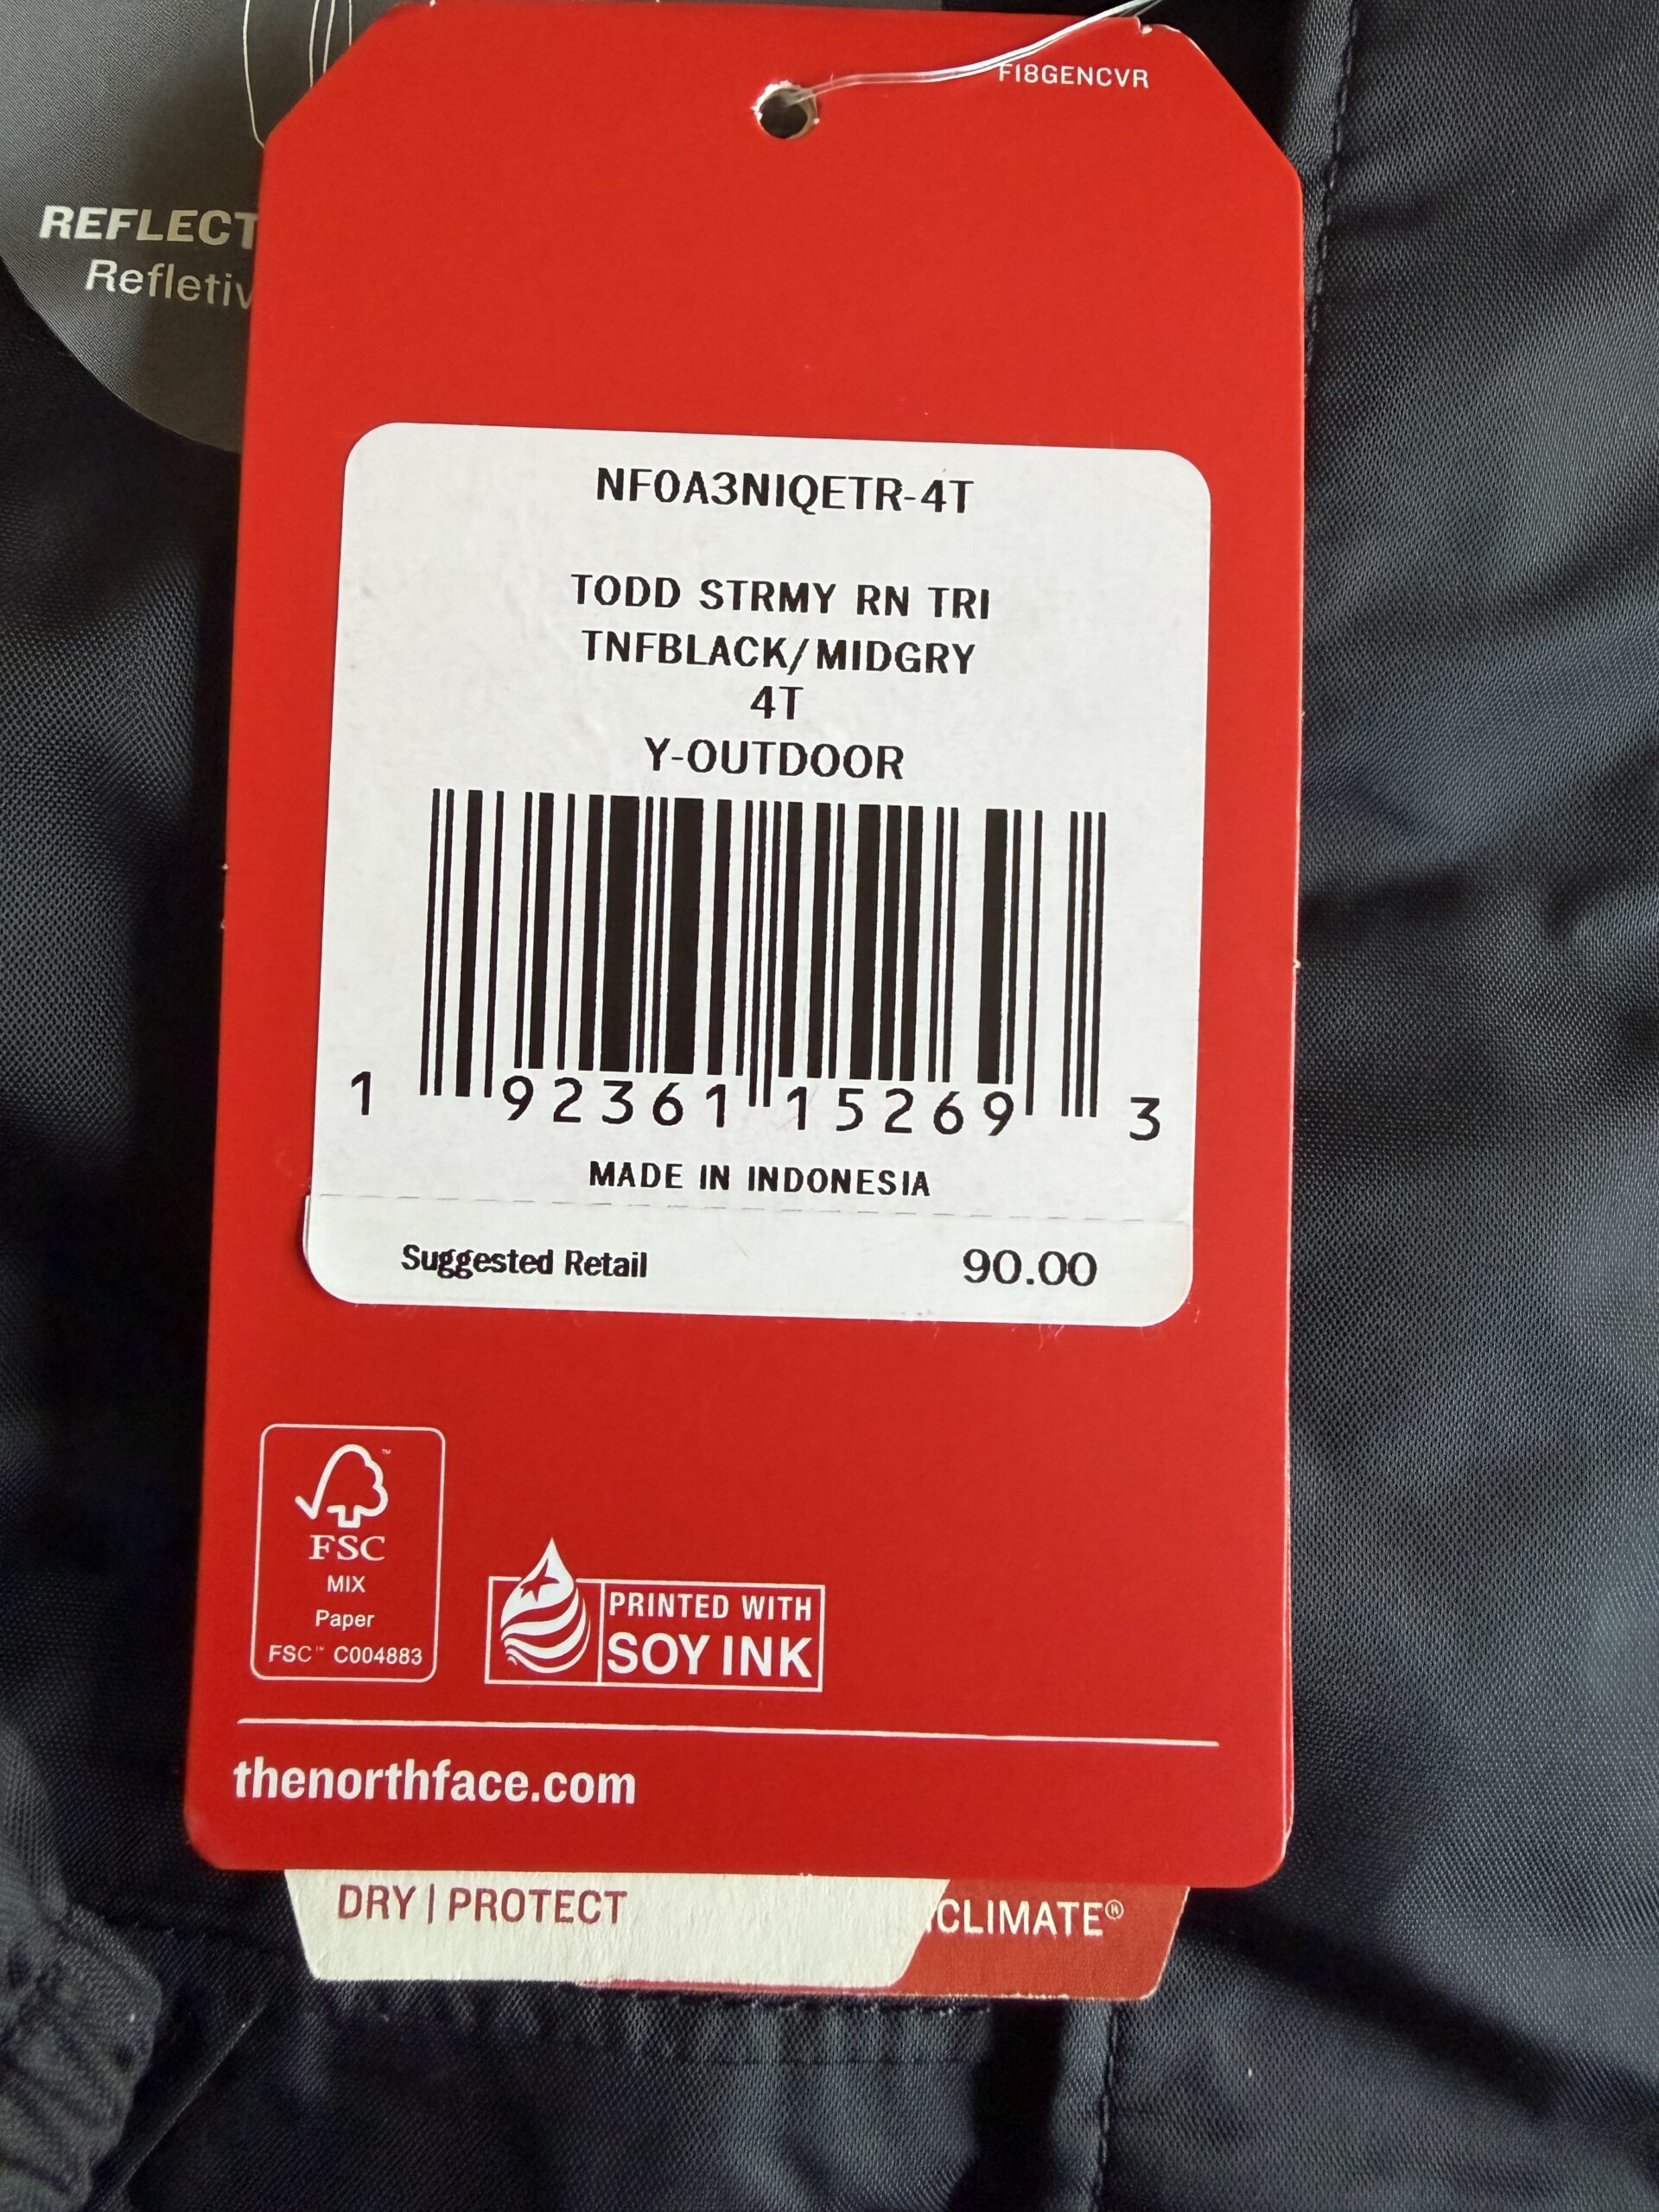 F18GENCVR
REFLECT
Refletiv
NF0A3NIQETR-4T
TODD STRMY RN TRI
TNFBLACK/MIDGRY
4T
Y-OUTDOOR
1 92361 15269 3
MADE IN INDONESIA
Suggested Retail 90.00
FSC
MIX
Paper
FSC™ C004883
PRINTED WITH
SOY INK
thenorthface.com
DRY | PROTECT
CLIMATE®